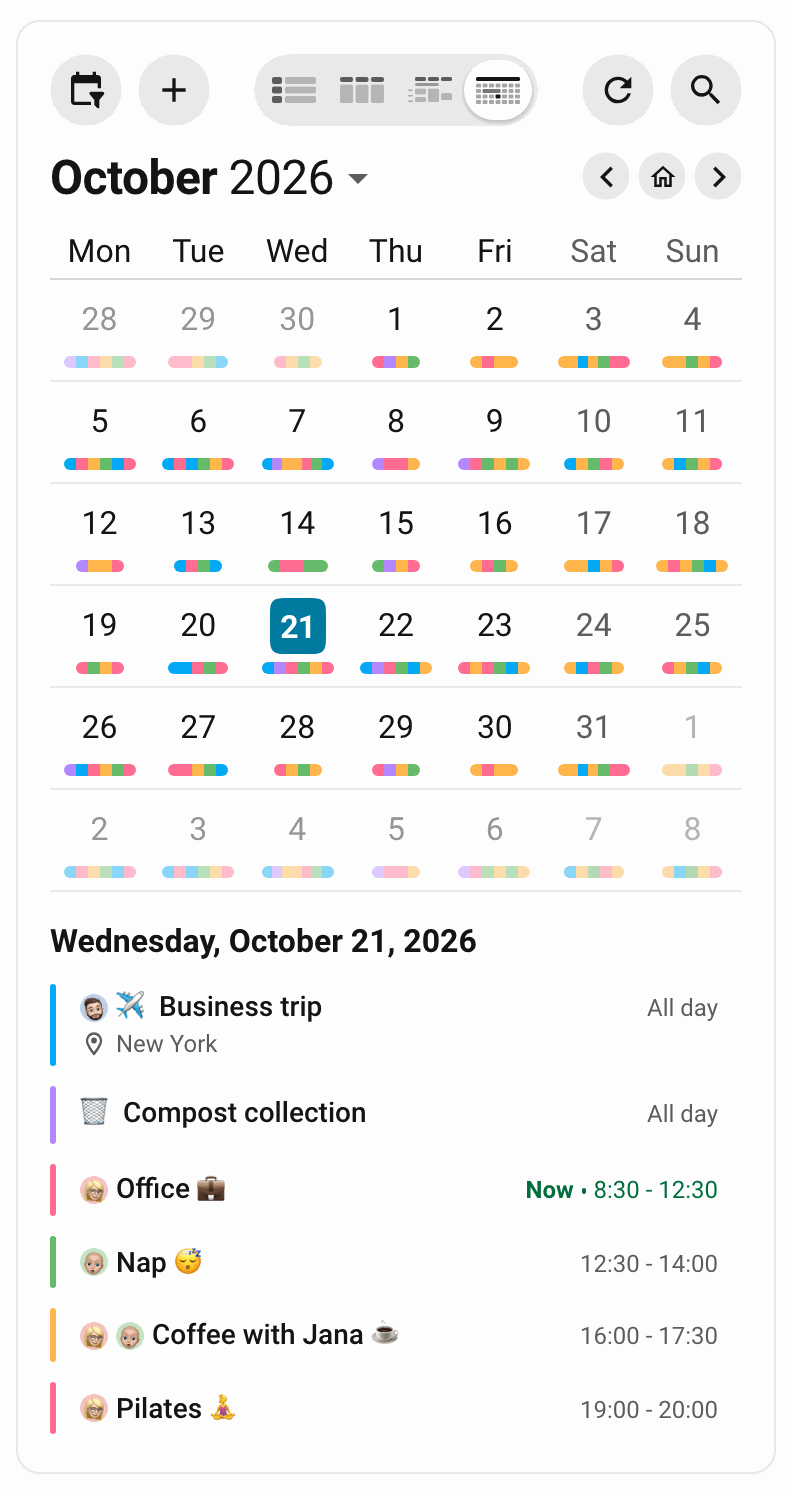 October 2026
Mon Tue Wed Thu Fri Sat Sun
28 29 30 1 2 3 4
5 6 7 8 9 10 11
12 13 14 15 16 17 18
19 20 21 22 23 24 25
26 27 28 29 30 31 1
2 3 4 5 6 7 8
Wednesday, October 21, 2026
Business trip All day
New York
Compost collection All day
Office Now • 8:30 - 12:30
Nap 12:30 - 14:00
Coffee with Jana 16:00 - 17:30
Pilates 19:00 - 20:00